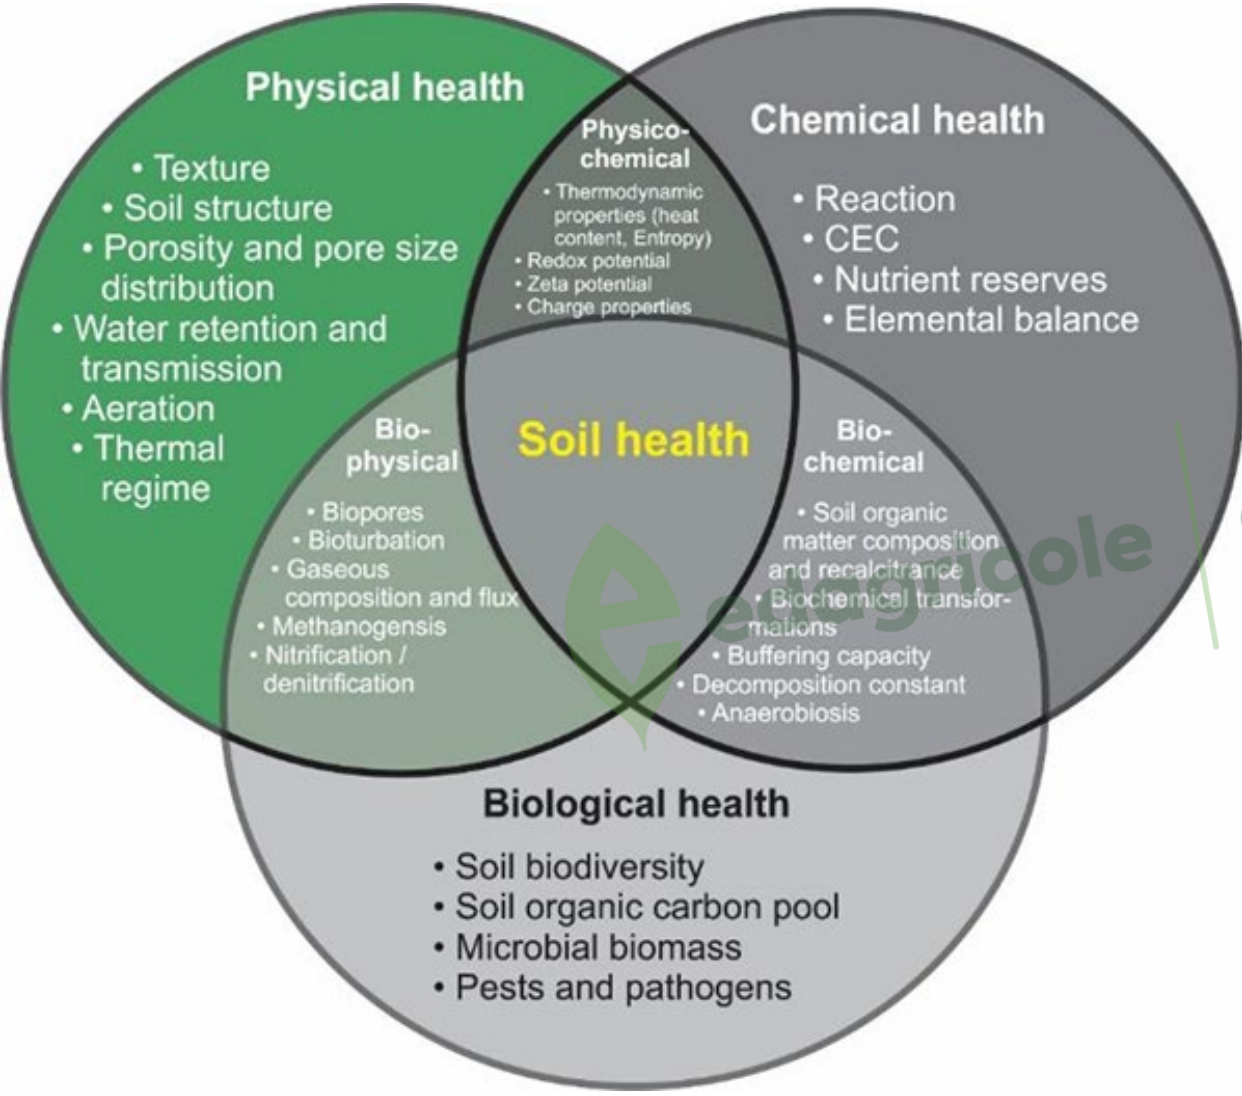 Physical health
• Texture
• Soil structure
• Porosity and pore size
distribution
• Water retention and
transmission
• Aeration
• Thermal
regime
Physico-
chemical
• Thermodynamic
properties (heat
content, Entropy)
• Redox potential
• Zeta potential
• Charge properties
Chemical health
• Reaction
• CEC
• Nutrient reserves
• Elemental balance
Bio-
physical
• Biopores
• Bioturbation
• Gaseous
composition and flux
• Methanogensis
• Nitrification /
denitrification
Soil health
Bio-
chemical
• Soil organic
matter composition
and recalcitrance
• Biochemical transfor-
mations
• Buffering capacity
• Decomposition constant
• Anaerobiosis
edagricole
Biological health
• Soil biodiversity
• Soil organic carbon pool
• Microbial biomass
• Pests and pathogens